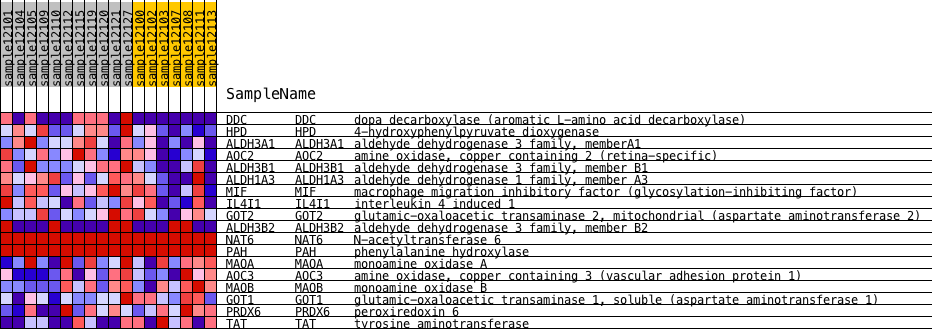 sample12101
sample12104
sample12105
sample12109
sample12110
sample12112
sample12115
sample12119
sample12120
sample12121
sample12127
sample12100
sample12102
sample12103
sample12107
sample12108
sample12111
sample12113
SampleName
DDC DDC dopa decarboxylase (aromatic L-amino acid decarboxylase)
HPD HPD 4-hydroxyphenylpyruvate dioxygenase
ALDH3A1 ALDH3A1 aldehyde dehydrogenase 3 family, memberA1
AOC2 AOC2 amine oxidase, copper containing 2 (retina-specific)
ALDH3B1 ALDH3B1 aldehyde dehydrogenase 3 family, member B1
ALDH1A3 ALDH1A3 aldehyde dehydrogenase 1 family, member A3
MIF MIF macrophage migration inhibitory factor (glycosylation-inhibiting factor)
IL4I1 IL4I1 interleukin 4 induced 1
GOT2 GOT2 glutamic-oxaloacetic transaminase 2, mitochondrial (aspartate aminotransferase 2)
ALDH3B2 ALDH3B2 aldehyde dehydrogenase 3 family, member B2
NAT6 NAT6 N-acetyltransferase 6
PAH PAH phenylalanine hydroxylase
MAOA MAOA monoamine oxidase A
AOC3 AOC3 amine oxidase, copper containing 3 (vascular adhesion protein 1)
MAOB MAOB monoamine oxidase B
GOT1 GOT1 glutamic-oxaloacetic transaminase 1, soluble (aspartate aminotransferase 1)
PRDX6 PRDX6 peroxiredoxin 6
TAT TAT tyrosine aminotransferase